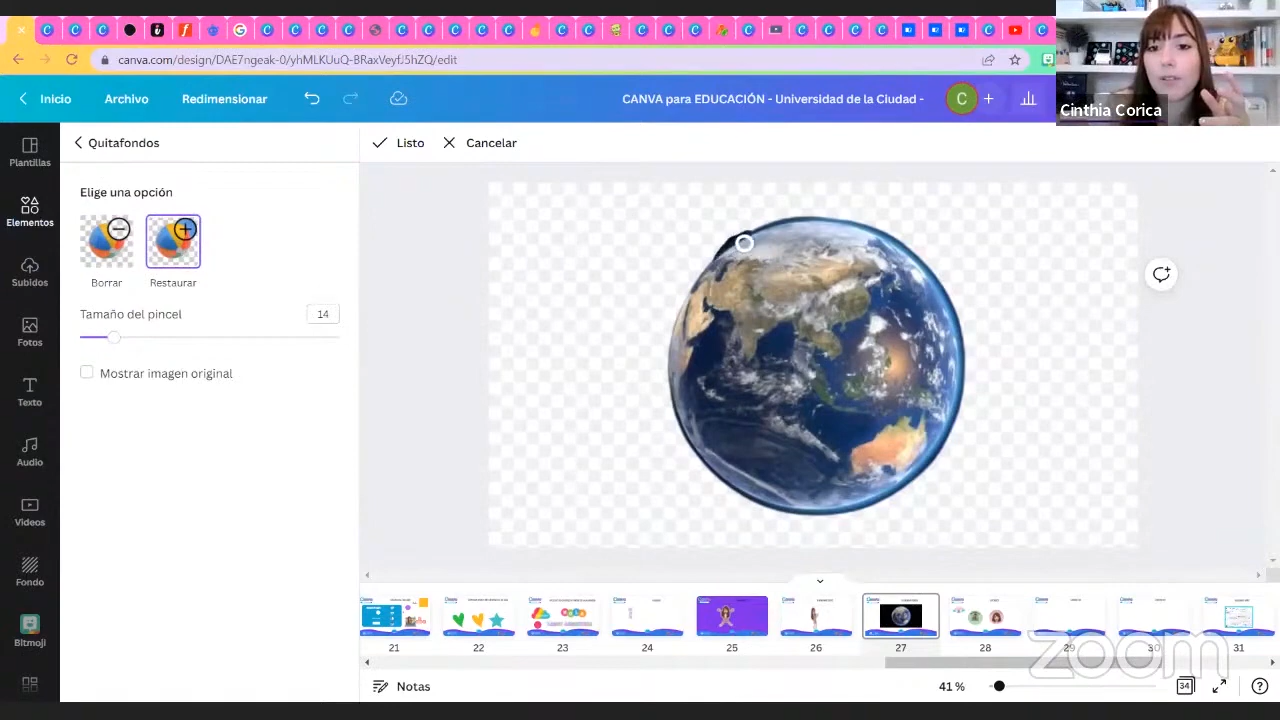 canva.com/design/DAE7ngeak-0/yhMLKUuQ-BRaxVey
/edit
Inicio
Archivo
Redimensionar
CANVA para EDUCACIÓN - Universidad de la Ciudad -
C
Cinthia Corica
Plantillas
Elementos
Subidos
Fotos
Texto
Audio
Videos
Fondo
Bitmoji
Quitafondos
Listo
Cancelar
Elige una opción
Borrar
Restaurar
Tamaño del pincel
14
Mostrar imagen original
21
22
23
24
25
26
27
28
29
30
31
zoom
Notas
41 %
34